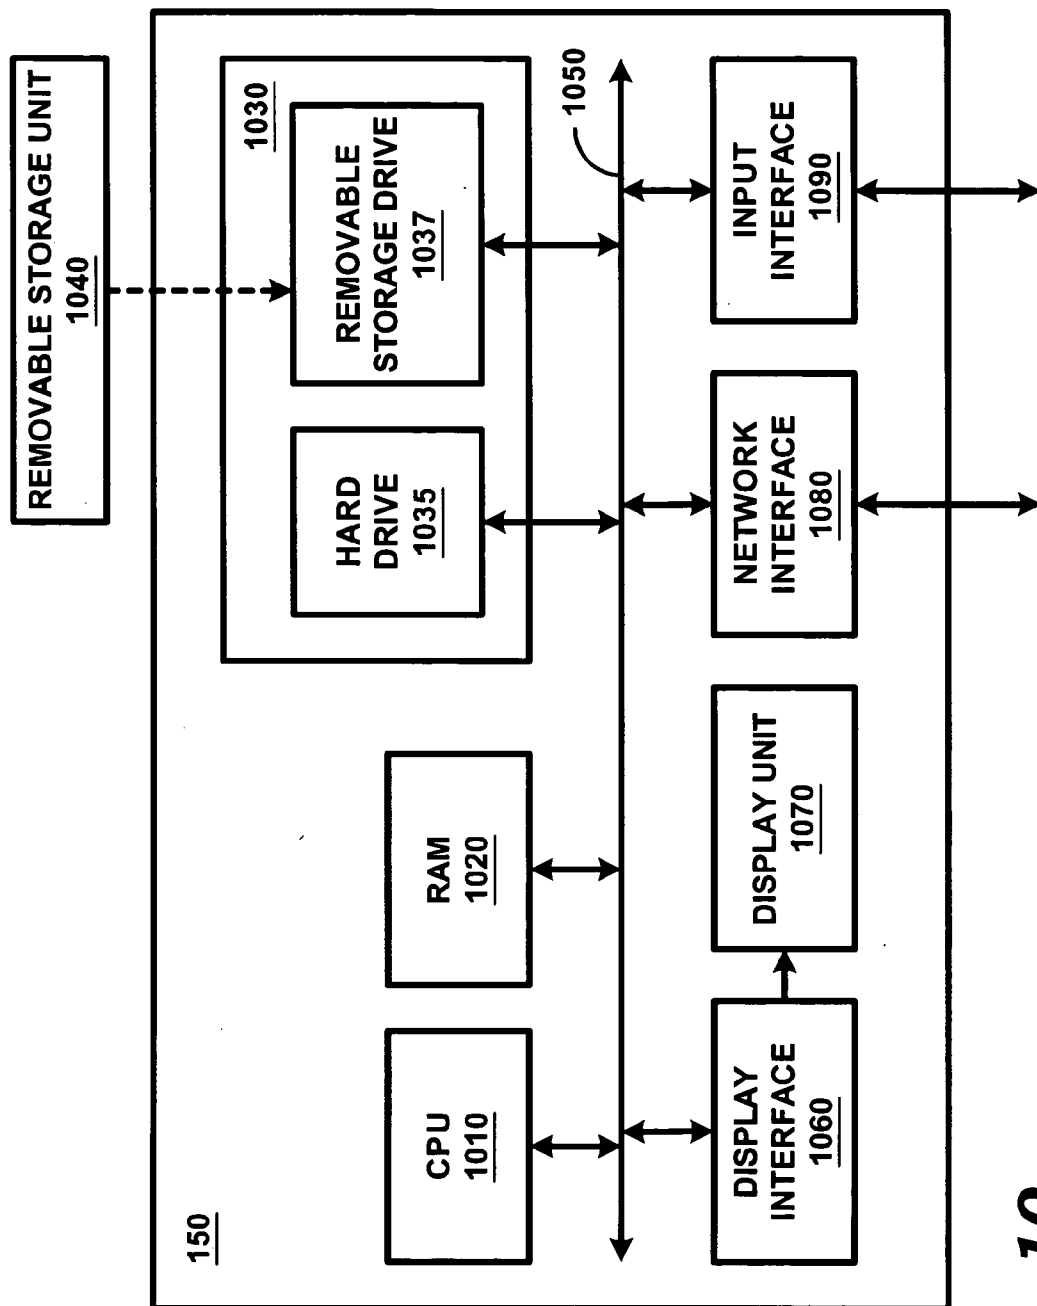 REMOVABLE STORAGE UNIT
1040
150
1030
CPU
1010
RAM
1020
HARD
DRIVE
1035
REMOVABLE
STORAGE DRIVE
1037
1050
DISPLAY
INTERFACE
1060
DISPLAY UNIT
1070
NETWORK
INTERFACE
1080
INPUT
INTERFACE
1090